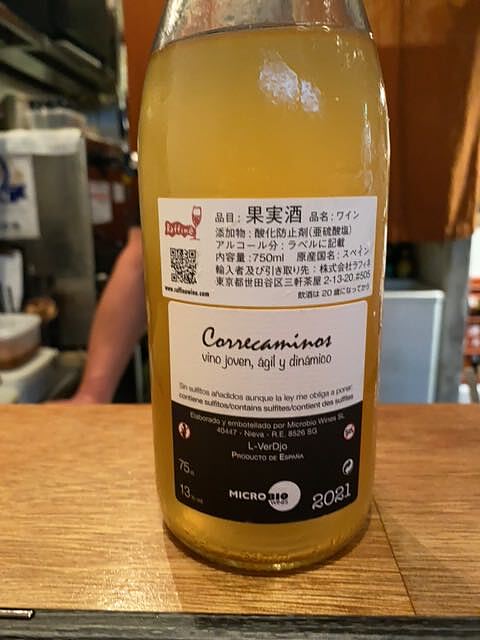 Raffine
品目：果実酒 品名：ワイン
添加物：酸化防止剤(亜硫酸塩)
アルコール分：ラベルに記載
内容量：750ml 原産国名：スペイン
輸入者及び引き取り先：株式会社ラフィネ
東京都世田谷区三軒茶屋 2-13-20.#505
www.raffinewine.com
飲酒は20歳になってから
Correcaminos
vino joven, ágil y dinámico
Sin sulfitos añadidos aunque la ley me obliga a poner:
contiene sulfitos/contains sulfites/contient des sulfites
Elaborado y embotellado por Microbio Wines SL
40447 - Nieva - R.E. 8526 SG
L-VerDjo
PRODUCTO DE ESPAÑA
75cl.
13% vol
MICROBIO
WINES
2021